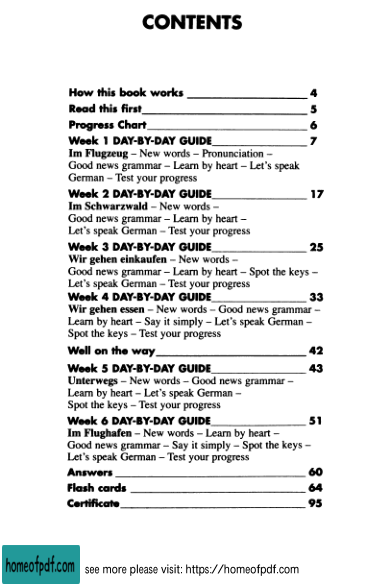 CONTENTS
How this book works 4
Read this first 5
Progress Chart 6
Week 1 DAY-BY-DAY GUIDE 7
Im Flugzeug – New words – Pronunciation –
Good news grammar – Learn by heart – Let's speak
German – Test your progress
Week 2 DAY-BY-DAY GUIDE 17
Im Schwarzwald – New words –
Good news grammar – Learn by heart –
Let's speak German – Test your progress
Week 3 DAY-BY-DAY GUIDE 25
Wir gehen einkaufen – New words –
Good news grammar – Learn by heart – Spot the keys –
Let's speak German – Test your progress
Week 4 DAY-BY-DAY GUIDE 33
Wir gehen essen – New words – Good news grammar –
Learn by heart – Say it simply – Let's speak German –
Spot the keys – Test your progress
Well on the way 42
Week 5 DAY-BY-DAY GUIDE 43
Unterwegs – New words – Good news grammar –
Learn by heart – Let's speak German –
Spot the keys – Test your progress
Week 6 DAY-BY-DAY GUIDE 51
Im Flughafen – New words – Learn by heart –
Good news grammar – Say it simply – Spot the keys –
Let's speak German – Test your progress
Answers 60
Flash cards 64
Certificate 95
homeofpdf.com see more please visit: https://homeofpdf.com